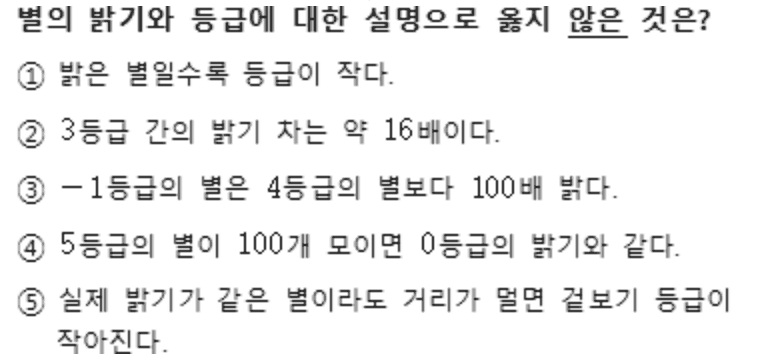 별의 밝기와 등급에 대한 설명으로 옳지 않은 것은?
① 밝은 별일수록 등급이 작다.
② 3등급 간의 밝기 차는 약 16배이다.
③ －1등급의 별은 4등급의 별보다 100배 밝다.
④ 5등급의 별이 100개 모이면 0등급의 밝기와 같다.
⑤ 실제 밝기가 같은 별이라도 거리가 멀면 겉보기 등급이
작아진다.